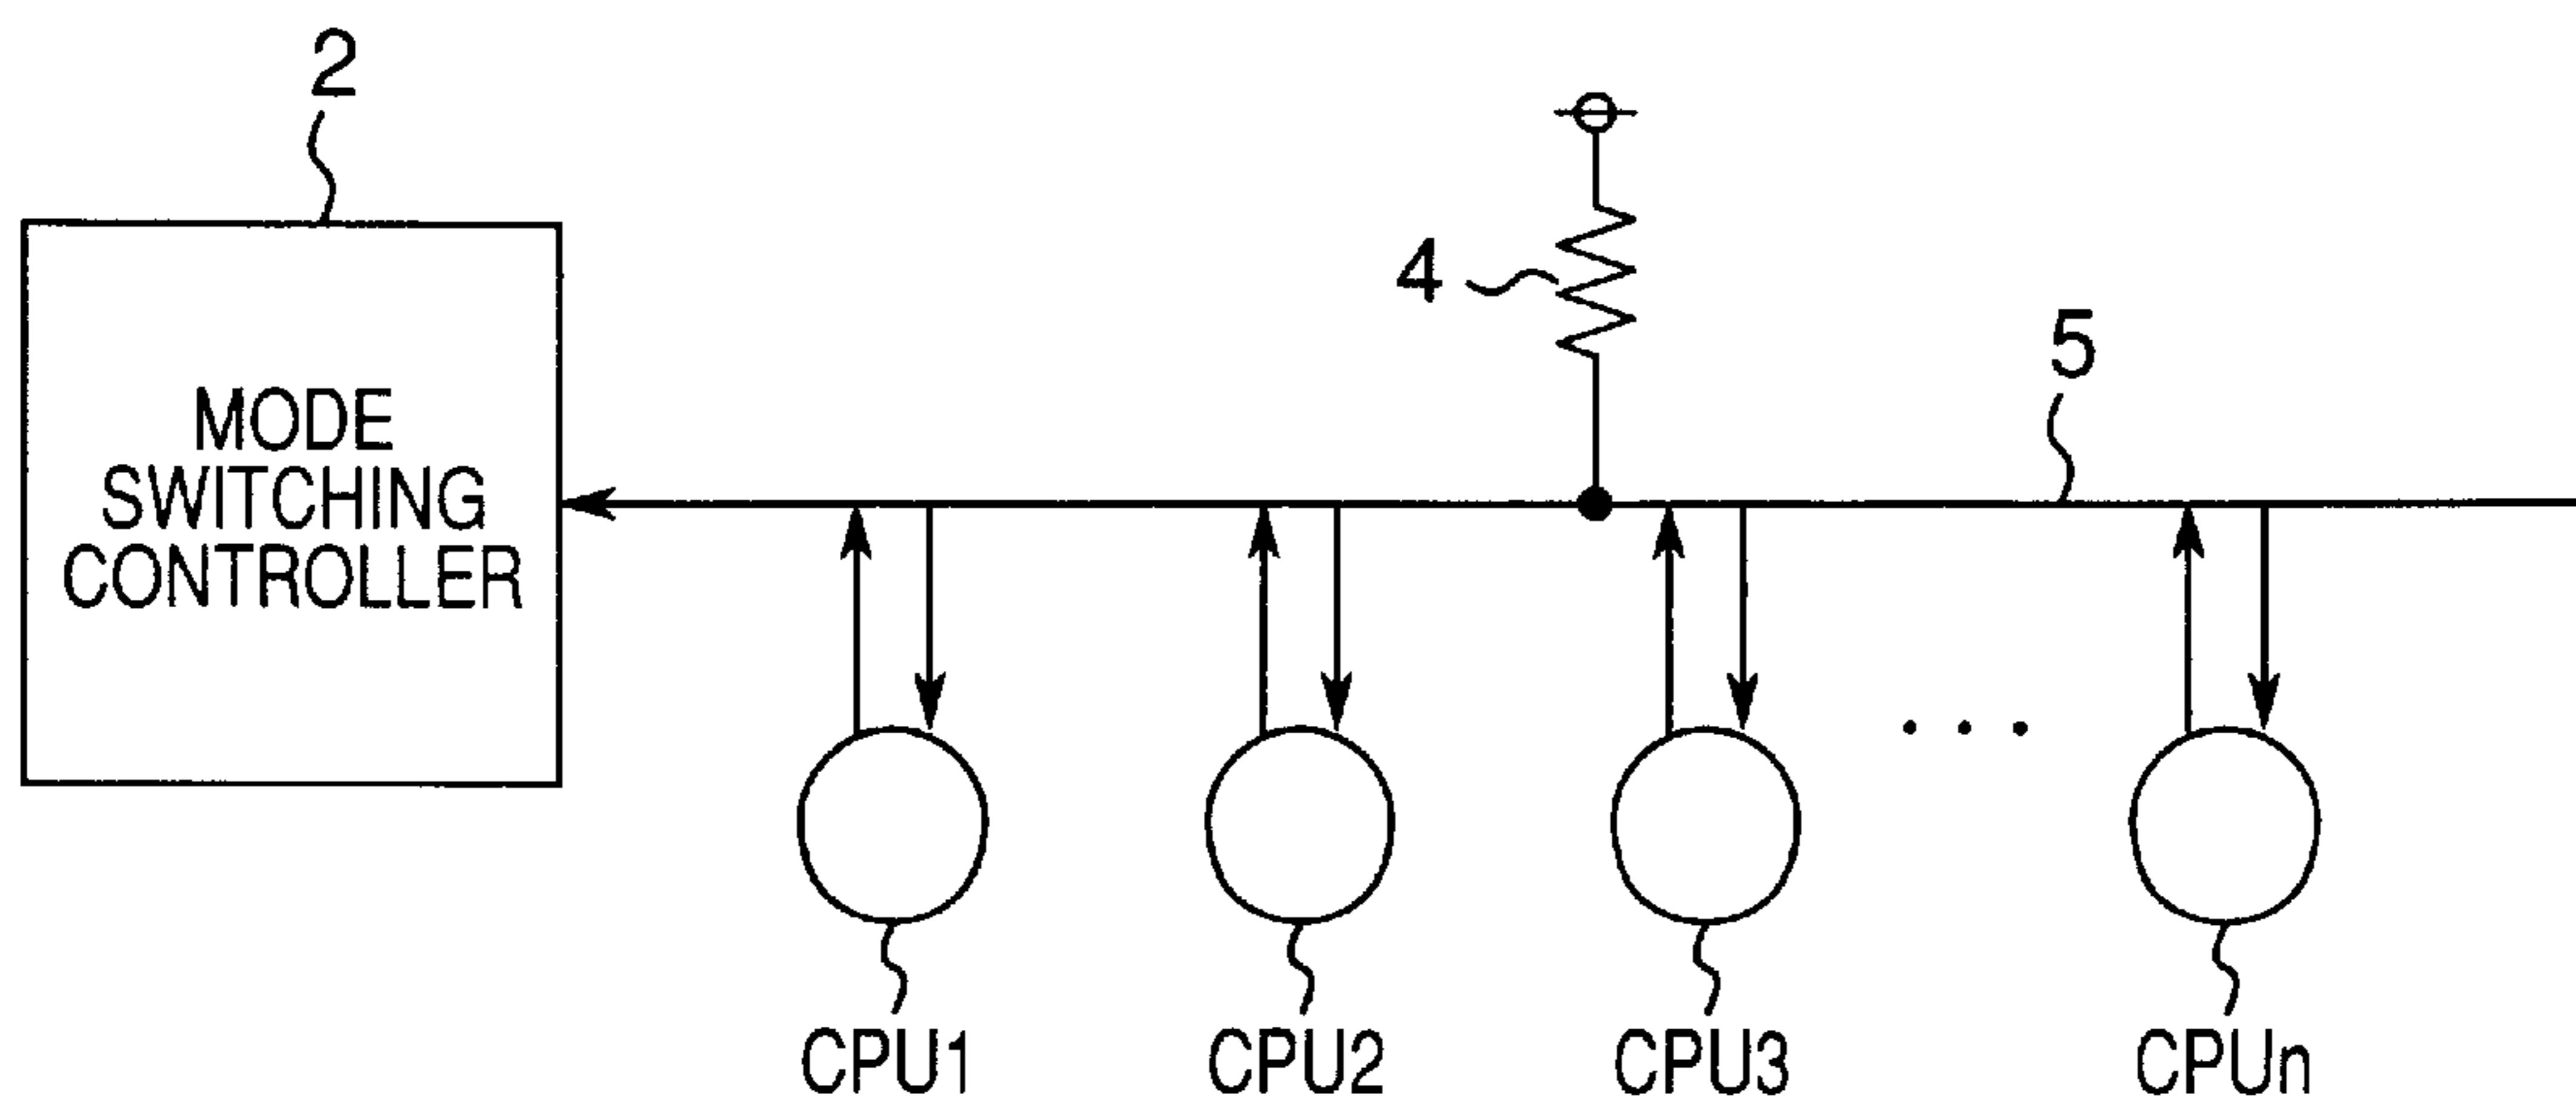 2
4
5
MODE
SWITCHING
CONTROLLER
CPU1
CPU2
CPU3
. . .
CPUn